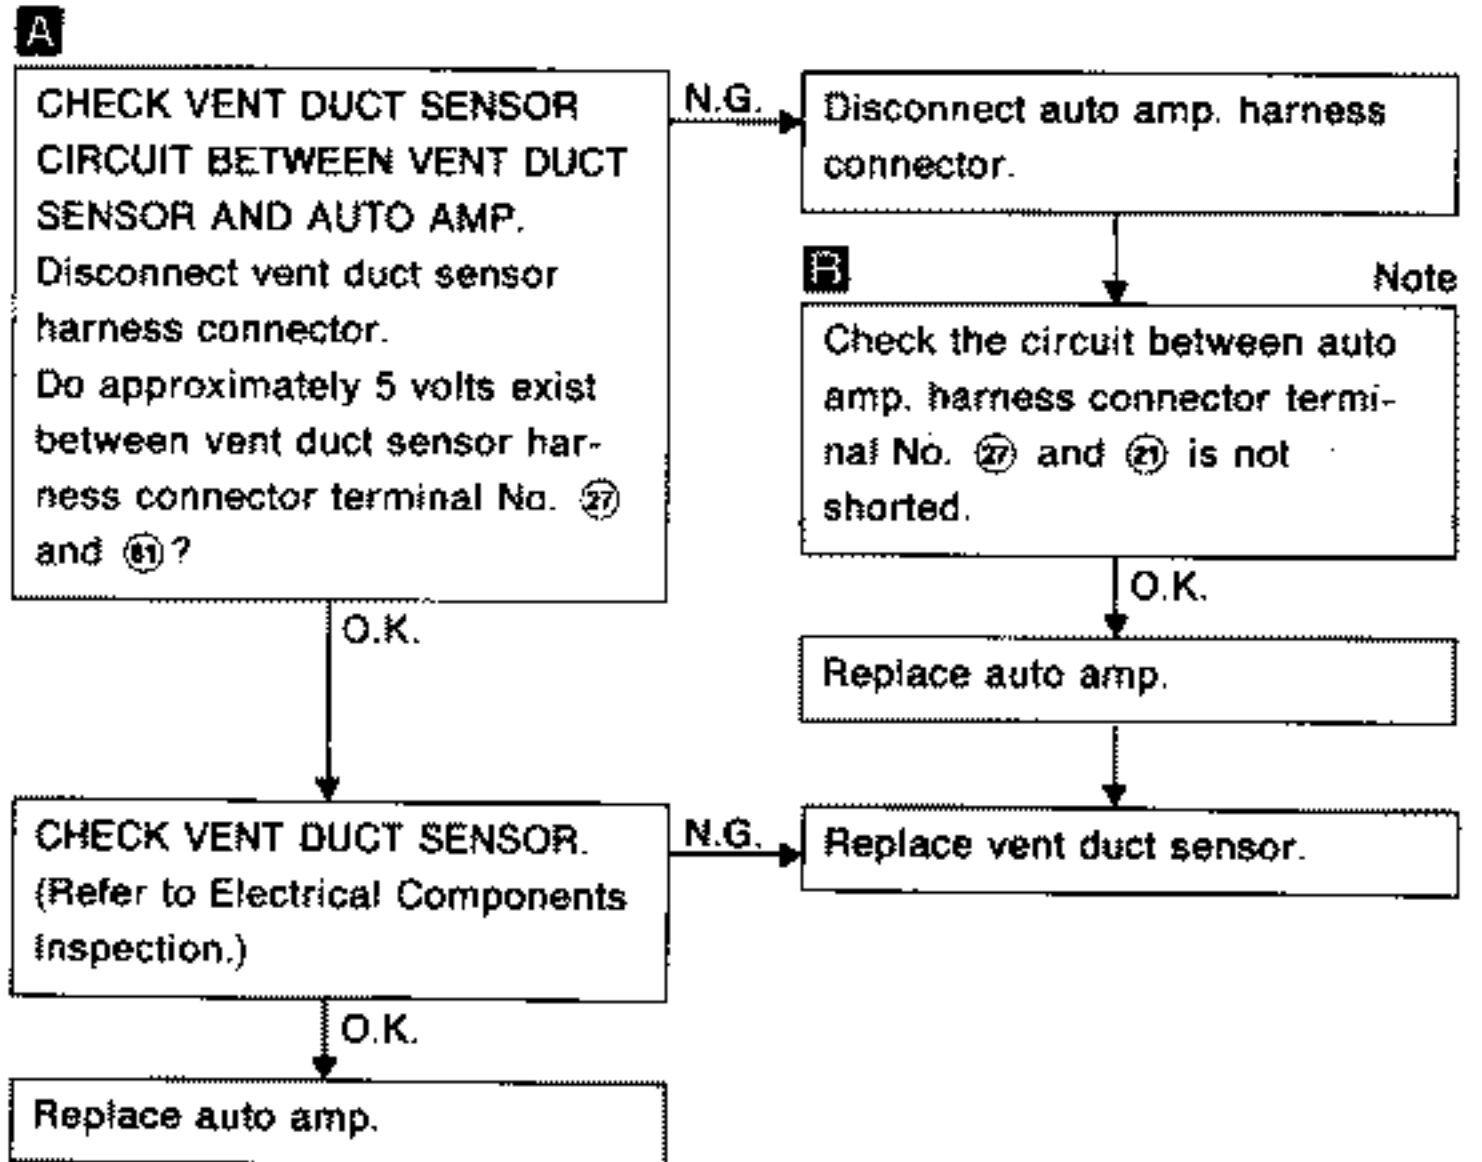 A
CHECK VENT DUCT SENSOR
CIRCUIT BETWEEN VENT DUCT
SENSOR AND AUTO AMP.
Disconnect vent duct sensor
harness connector.
Do approximately 5 volts exist
between vent duct sensor har-
ness connector terminal No. 27
and 61?
N.G.
Disconnect auto amp. harness
connector.
B
Note
Check the circuit between auto
amp. harness connector termi-
nal No. 27 and 21 is not
shorted.
O.K.
Replace auto amp.
O.K.
CHECK VENT DUCT SENSOR.
(Refer to Electrical Components
Inspection.)
N.G.
Replace vent duct sensor.
O.K.
Replace auto amp.